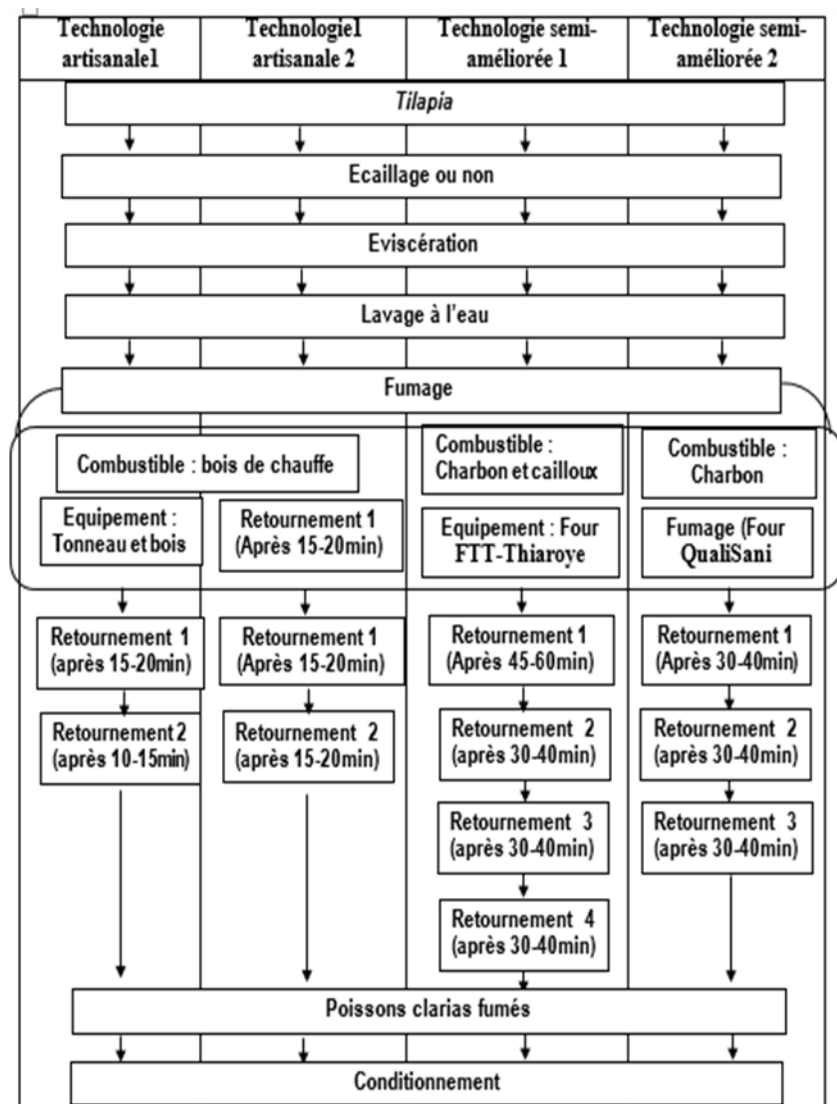 Technologie
artisanale1
Technologie1
artisanale 2
Technologie semi-
améliorée 1
Technologie semi-
améliorée 2
Tilapia
Ecaillage ou non
Eviscération
Lavage à l'eau
Fumage
Combustible : bois de chauffe
Combustible :
Charbon et cailloux
Combustible :
Charbon
Equipement :
Tonneau et bois
Retournement 1
(Après 15-20min)
Equipement : Four
FTT-Thiaroye
Fumage (Four
QualiSani
Retournement 1
(après 15-20min)
Retournement 1
(Après 15-20min)
Retournement 1
(Après 45-60min)
Retournement 1
(Après 30-40min)
Retournement 2
(après 10-15min)
Retournement 2
(après 15-20min)
Retournement 2
(après 30-40min)
Retournement 2
(après 30-40min)
Retournement 3
(après 30-40min)
Retournement 3
(après 30-40min)
Retournement 4
(après 30-40min)
Poissons clarias fumés
Conditionnement